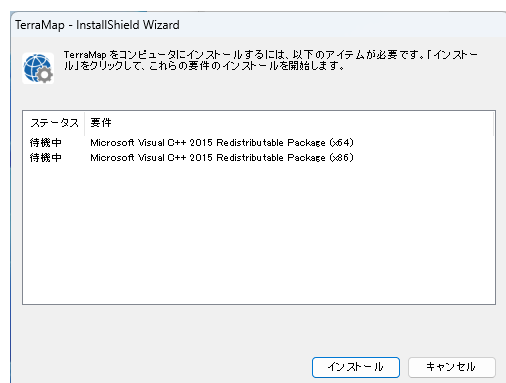 TerraMap - InstallShield Wizard
TerraMap をコンピュータにインストールするには、以下のアイテムが必要です。「インストー
ル」をクリックして、これらの要件のインストールを開始します。
ステータス 要件
待機中 Microsoft Visual C++ 2015 Redistributable Package (x64)
待機中 Microsoft Visual C++ 2015 Redistributable Package (x86)
インストール キャンセル